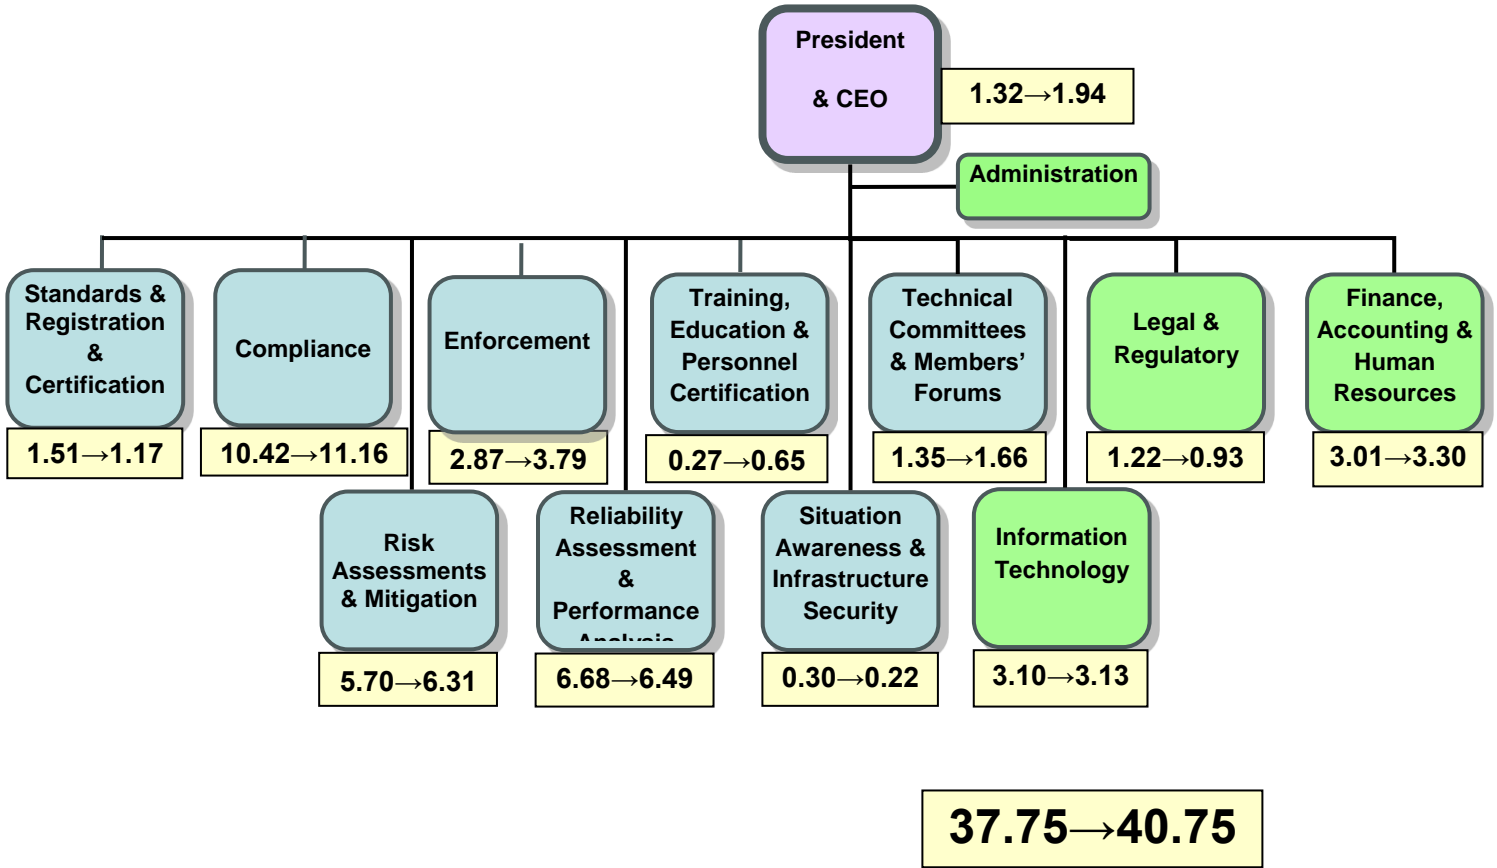 President
& CEO
1.32→1.94
Administration
Standards &
Registration
&
Certification
1.51→1.17
Compliance
10.42→11.16
Enforcement
2.87→3.79
Training,
Education &
Personnel
Certification
0.27→0.65
Technical
Committees
& Members’
Forums
1.35→1.66
Legal &
Regulatory
1.22→0.93
Finance,
Accounting &
Human
Resources
3.01→3.30
Risk
Assessments
& Mitigation
5.70→6.31
Reliability
Assessment
&
Performance
Analysis
6.68→6.49
Situation
Awareness &
Infrastructure
Security
0.30→0.22
Information
Technology
3.10→3.13
37.75→40.75